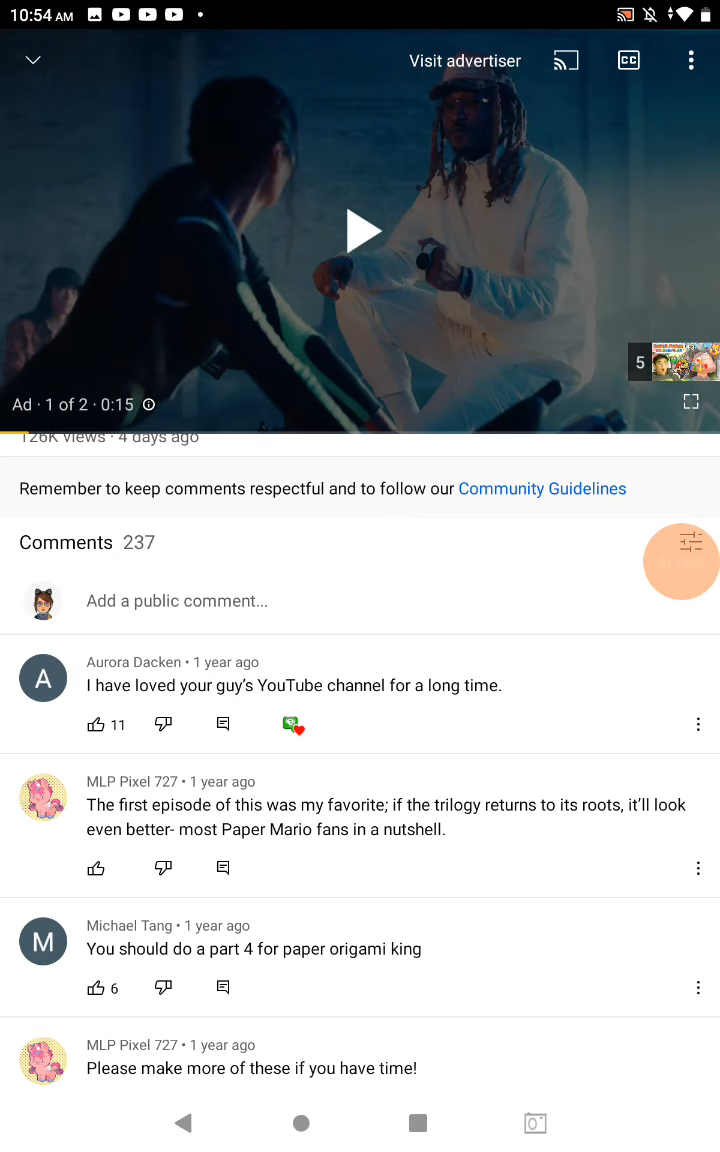 10:54 AM
Visit advertiser
CC
5
Ad · 1 of 2 · 0:15
126K views · 4 days ago
Remember to keep comments respectful and to follow our Community Guidelines
Comments 237
Add a public comment...
Aurora Dacken • 1 year ago
A
I have loved your guy’s YouTube channel for a long time.
11
MLP Pixel 727 • 1 year ago
The first episode of this was my favorite; if the trilogy returns to its roots, it’ll look
even better- most Paper Mario fans in a nutshell.
Michael Tang • 1 year ago
M
You should do a part 4 for paper origami king
6
MLP Pixel 727 • 1 year ago
Please make more of these if you have time!